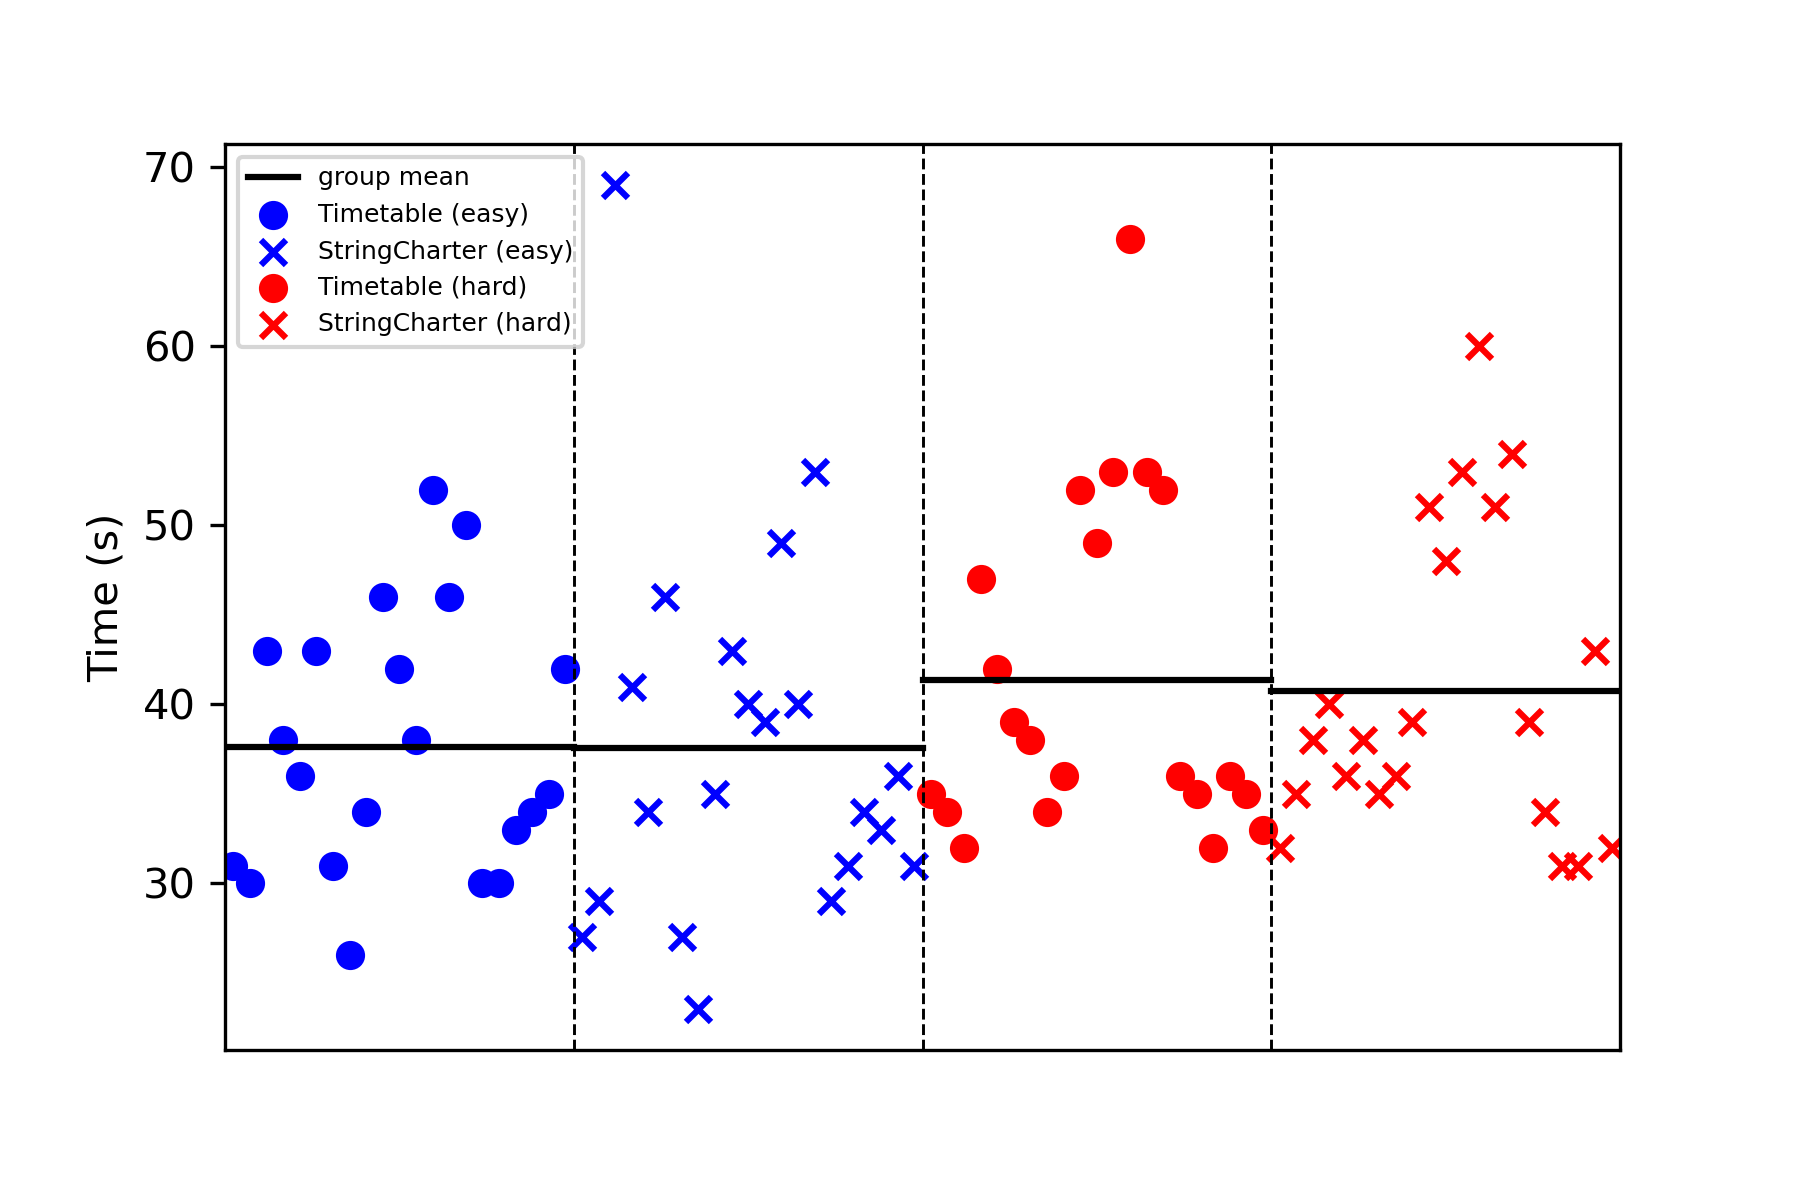 Time (s)
70
60
50
40
30
group mean
Timetable (easy)
StringCharter (easy)
Timetable (hard)
StringCharter (hard)